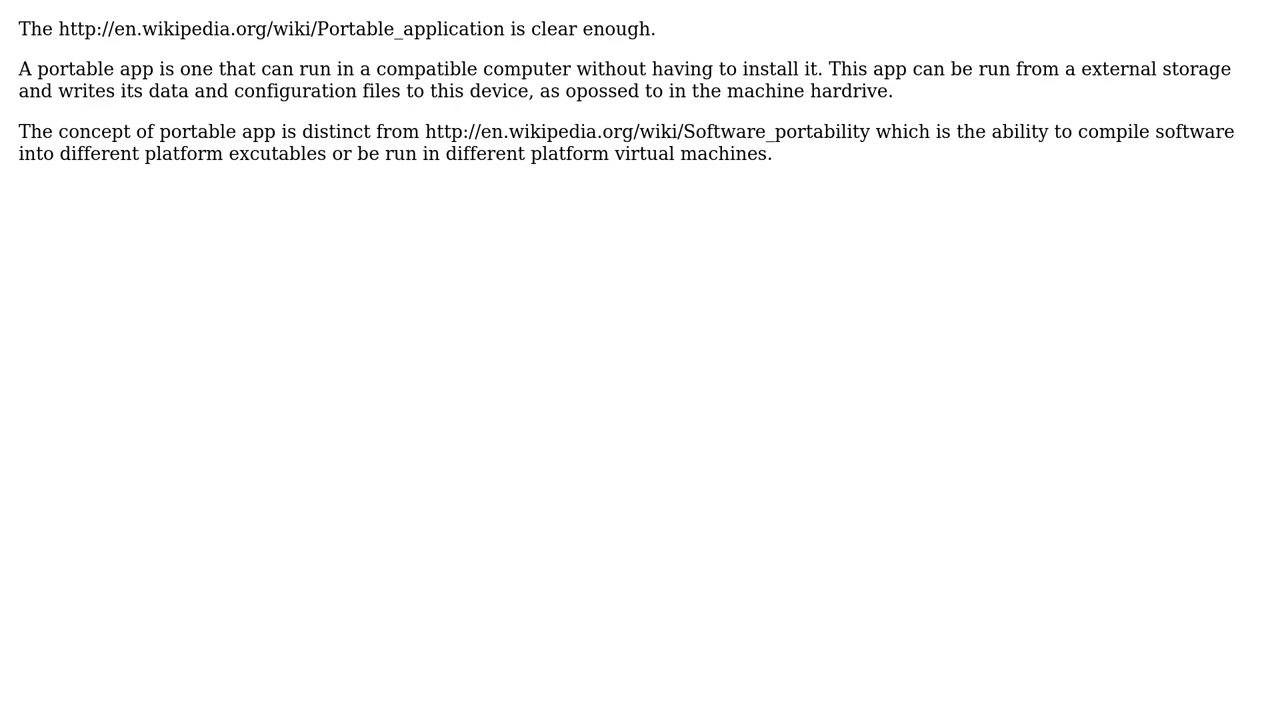 The http://en.wikipedia.org/wiki/Portable_application is clear enough.
A portable app is one that can run in a compatible computer without having to install it. This app can be run from a external storage
and writes its data and configuration files to this device, as opossed to in the machine hardrive.
The concept of portable app is distinct from http://en.wikipedia.org/wiki/Software_portability which is the ability to compile software
into different platform excutables or be run in different platform virtual machines.